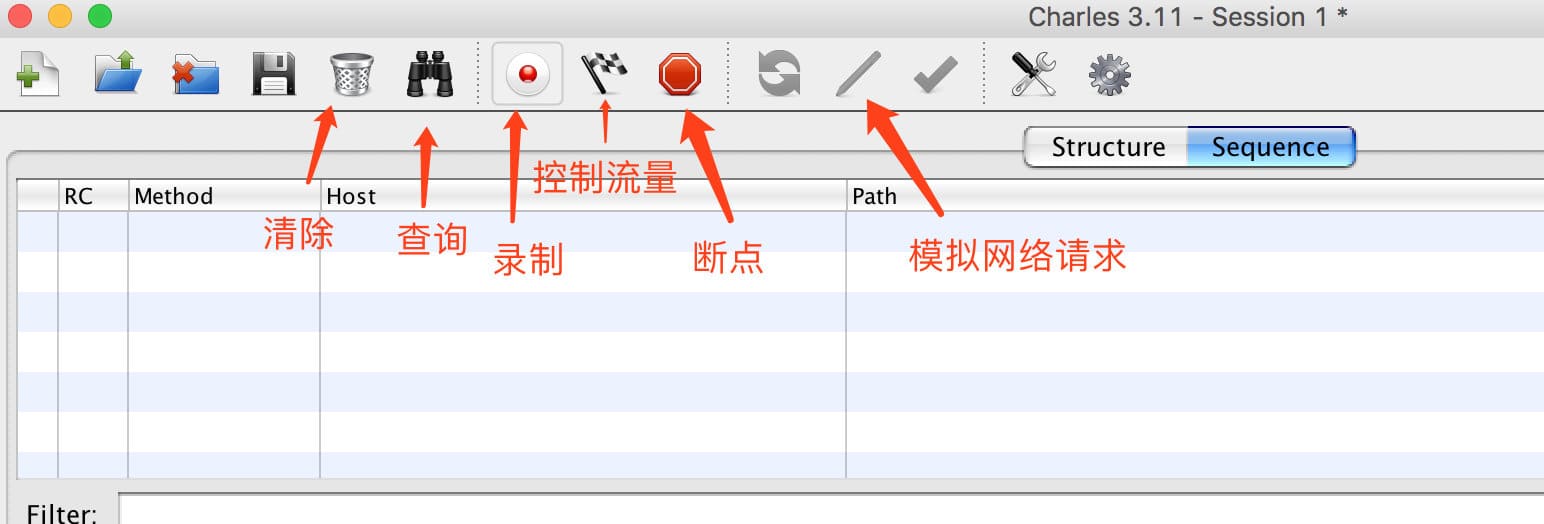 Charles 3.11 - Session 1 *
Structure Sequence
控制流量
RC Method Host Path
清除 查询 录制 断点 模拟网络请求
Filter: